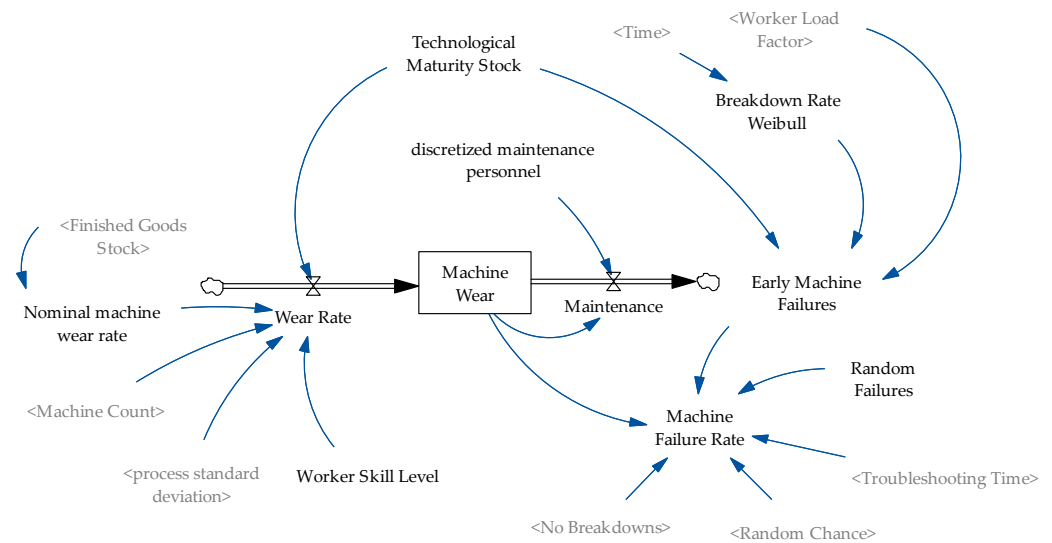 <Time>
<Worker Load
Factor>
Technological
Maturity Stock
Breakdown Rate
Weibull
discretized maintenance
personnel
<Finished Goods
Stock>
Machine
Wear
Early Machine
Failures
Nominal machine
wear rate
Wear Rate
Maintenance
Random
Failures
<Machine Count>
Machine
Failure Rate
<process standard
deviation>
Worker Skill Level
<Troubleshooting Time>
<No Breakdowns>
<Random Chance>